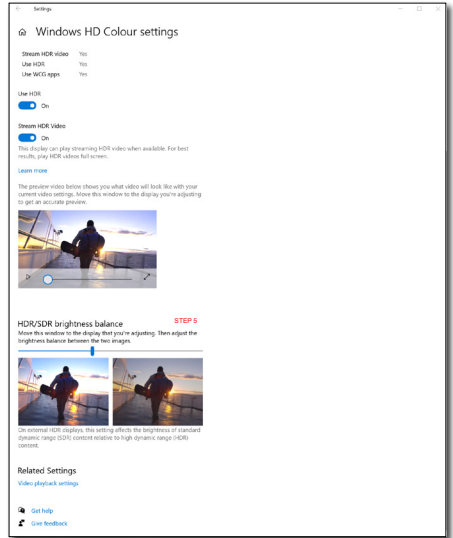 Settings
Windows HD Colour settings
Stream HDR video Yes
Use HDR Yes
Use WCG apps Yes
Use HDR
On
Stream HDR Video
On
This display can play streaming HDR video when available. For best
results, play HDR videos full screen.
Learn more
The preview video below shows you what video will look like with your
current video settings. Move this window to the display you're adjusting
to get an accurate preview.
STEP 5
HDR/SDR brightness balance
Move this window to the display that you're adjusting. Then adjust the
brightness balance between the two images.
On external HDR displays, this setting effects the brightness of standard
dynamic range (SDR) content relative to high dynamic range (HDR)
content.
Related Settings
Video playback settings
Get help
Give feedback